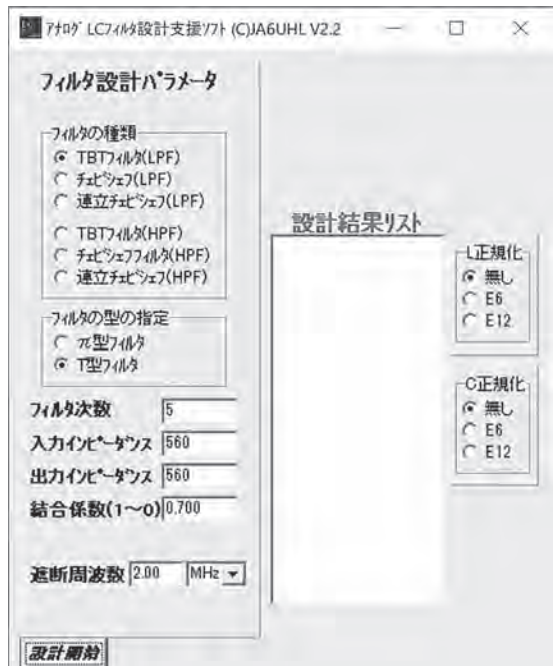 ｱﾅﾛｸﾞ LCﾌｨﾙﾀ設計支援ｿﾌﾄ (C)JA6UHL V2.2
ﾌｨﾙﾀ設計ﾊﾟﾗﾒｰﾀ
ﾌｨﾙﾀの種類
TBTﾌｨﾙﾀ(LPF)
ﾁｪﾋﾞｼｪﾌ(LPF)
連立ﾁｪﾋﾞｼｪﾌ(LPF)
TBTﾌｨﾙﾀ(HPF)
ﾁｪﾋﾞｼｪﾌﾌｨﾙﾀ(HPF)
連立ﾁｪﾋﾞｼｪﾌ(HPF)
ﾌｨﾙﾀの型の指定
π型ﾌｨﾙﾀ
T型ﾌｨﾙﾀ
ﾌｨﾙﾀ次数 5
入力ｲﾝﾋﾟｰﾀﾞﾝｽ 560
出力ｲﾝﾋﾟｰﾀﾞﾝｽ 560
結合係数(1～0) 0.700
遮断周波数 2.00 MHz
設計開始
設計結果ﾘｽﾄ
L正規化
無し
E6
E12
C正規化
無し
E6
E12